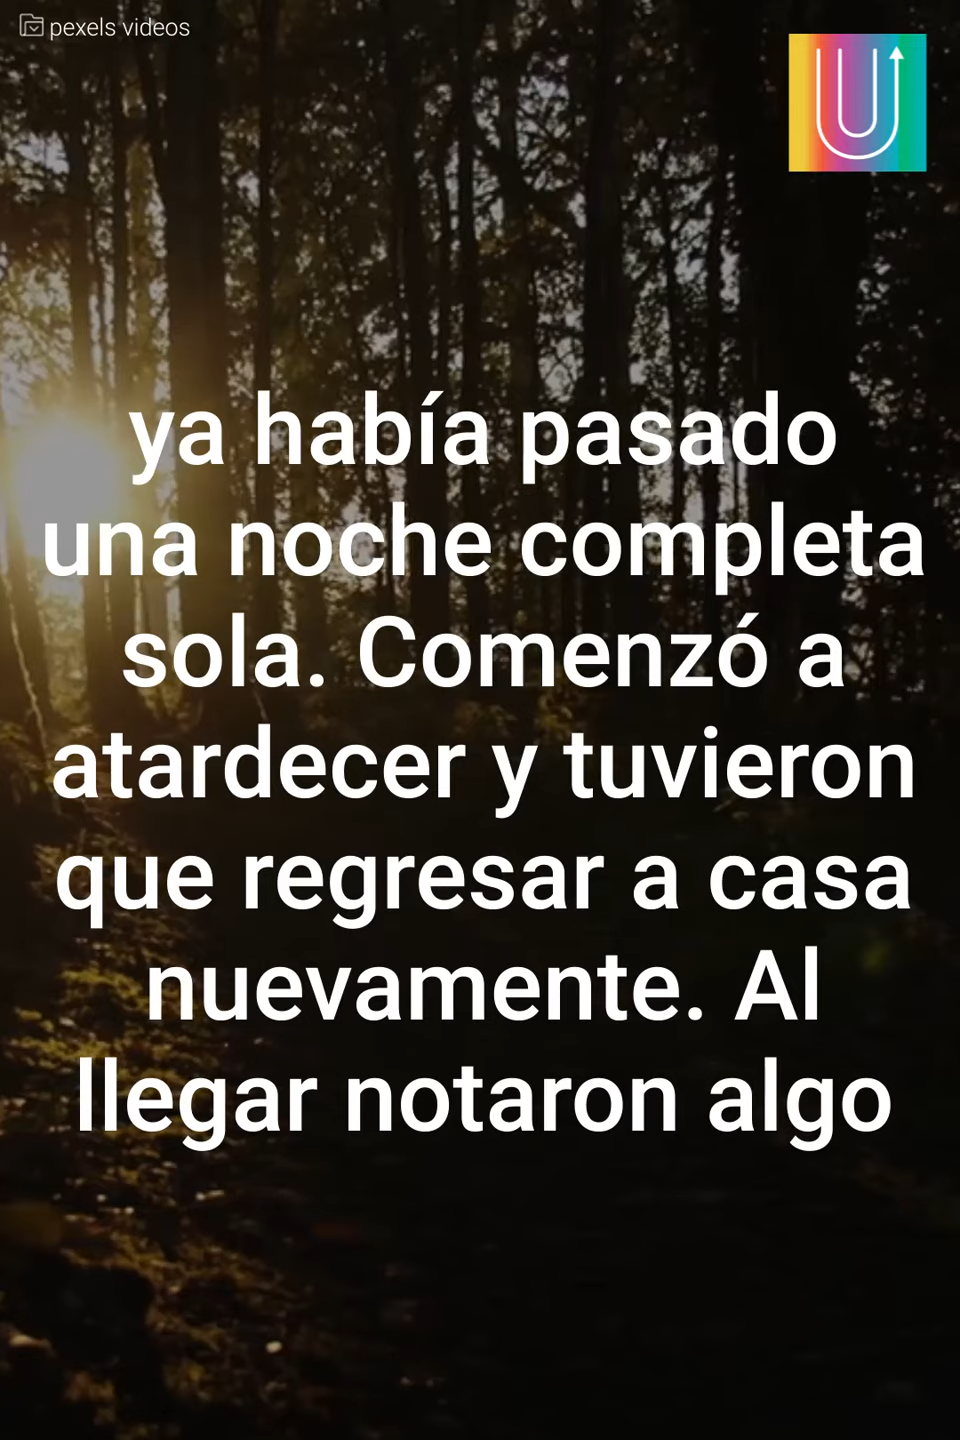 pexels videos
ya había pasado
una noche completa
sola. Comenzó a
atardecer y tuvieron
que regresar a casa
nuevamente. Al
llegar notaron algo